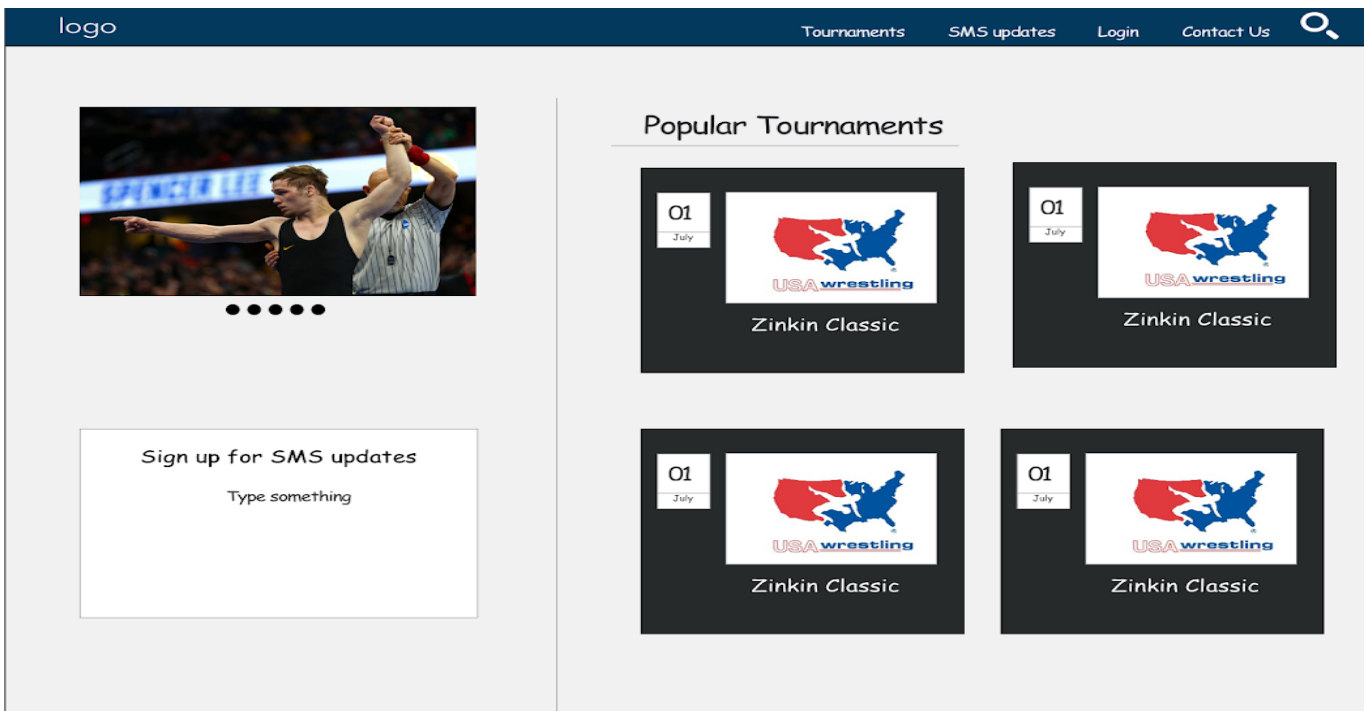 logo
Tournaments SMS updates Login Contact Us
SPENCER LEE
Sign up for SMS updates
Type something
Popular Tournaments
01
July
USA wrestling
Zinkin Classic
01
July
USA wrestling
Zinkin Classic
01
July
USA wrestling
Zinkin Classic
01
July
USA wrestling
Zinkin Classic